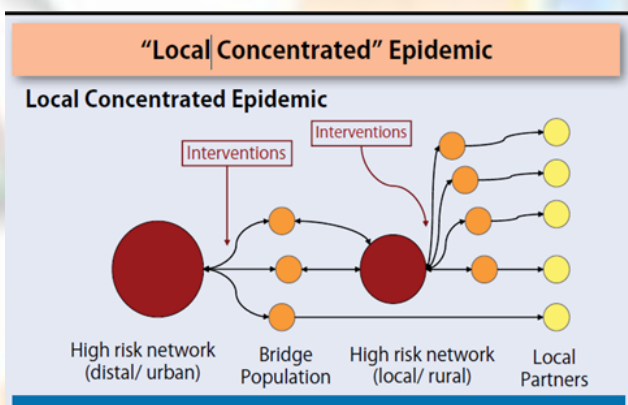 “Local Concentrated” Epidemic
Local Concentrated Epidemic
Interventions
Interventions
High risk network
(distal/ urban)
Bridge
Population
High risk network
(local/ rural)
Local
Partners